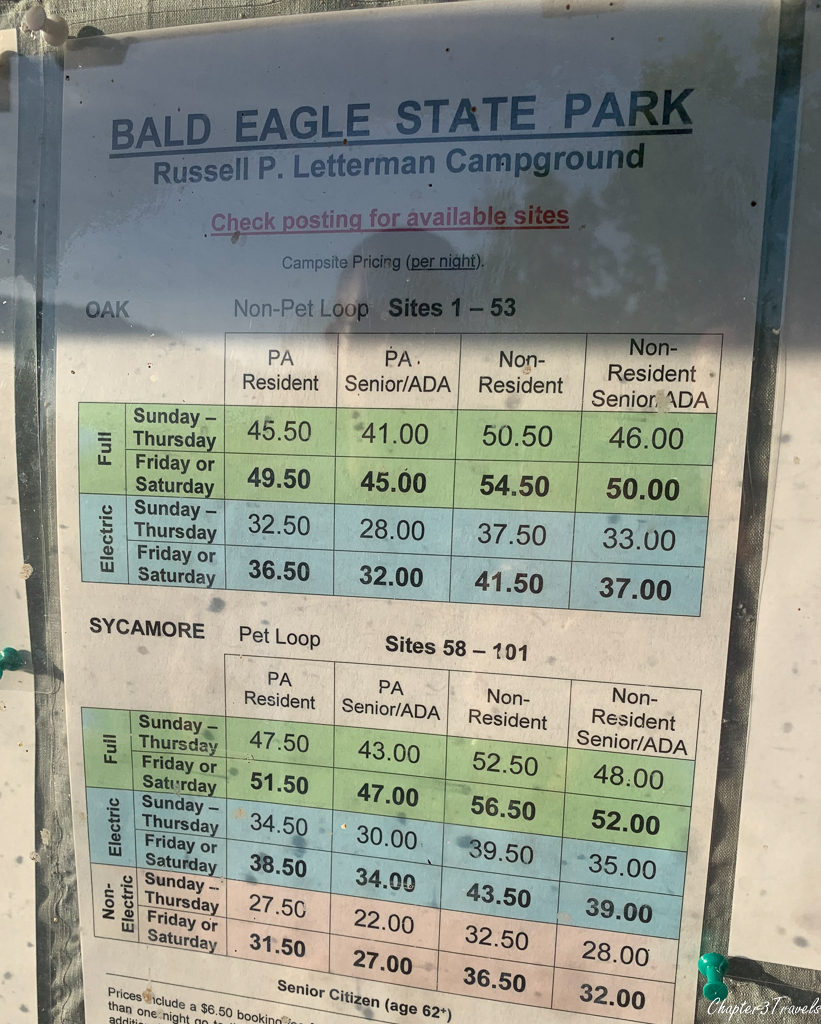 BALD EAGLE STATE PARK
Russell P. Letterman Campground
Check posting for available sites
Campsite Pricing (per night).
OAK Non-Pet Loop Sites 1 – 53
PA Resident PA Senior/ADA Non-Resident Non-Resident Senior/ADA
Full
Sunday – Thursday 45.50 41.00 50.50 46.00
Friday or Saturday 49.50 45.00 54.50 50.00
Electric
Sunday – Thursday 32.50 28.00 37.50 33.00
Friday or Saturday 36.50 32.00 41.50 37.00
SYCAMORE Pet Loop Sites 58 – 101
PA Resident PA Senior/ADA Non-Resident Non-Resident Senior/ADA
Full
Sunday – Thursday 47.50 43.00 52.50 48.00
Friday or Saturday 51.50 47.00 56.50 52.00
Electric
Sunday – Thursday 34.50 30.00 39.50 35.00
Friday or Saturday 38.50 34.00 43.50 39.00
Non-Electric
Sunday – Thursday 27.50 22.00 32.50 28.00
Friday or Saturday 31.50 27.00 36.50 32.00
Senior Citizen (age 62+)
Prices include a $6.50 booking
than one night
Chapter3Travels